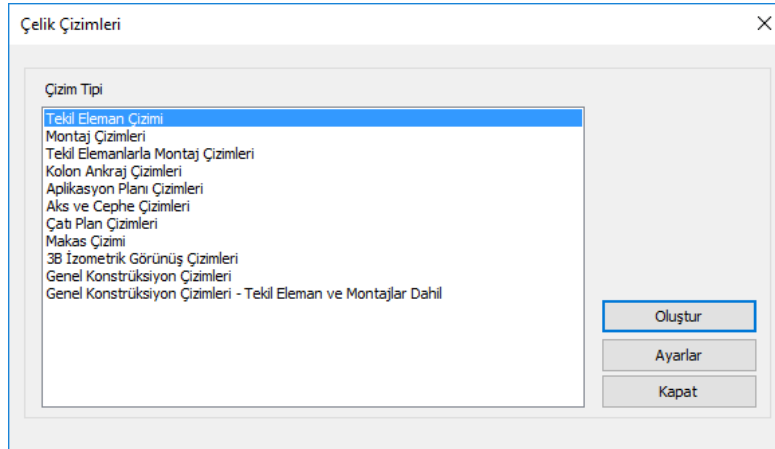 Çelik Çizimleri
Çizim Tipi
Tekil Eleman Çizimi
Montaj Çizimleri
Tekil Elemanlarla Montaj Çizimleri
Kolon Ankraj Çizimleri
Aplikasyon Planı Çizimleri
Aks ve Cephe Çizimleri
Çatı Plan Çizimleri
Makas Çizimi
3B İzometrik Görünüş Çizimleri
Genel Konstrüksiyon Çizimleri
Genel Konstrüksiyon Çizimleri - Tekil Eleman ve Montajlar Dahil
Oluştur
Ayarlar
Kapat